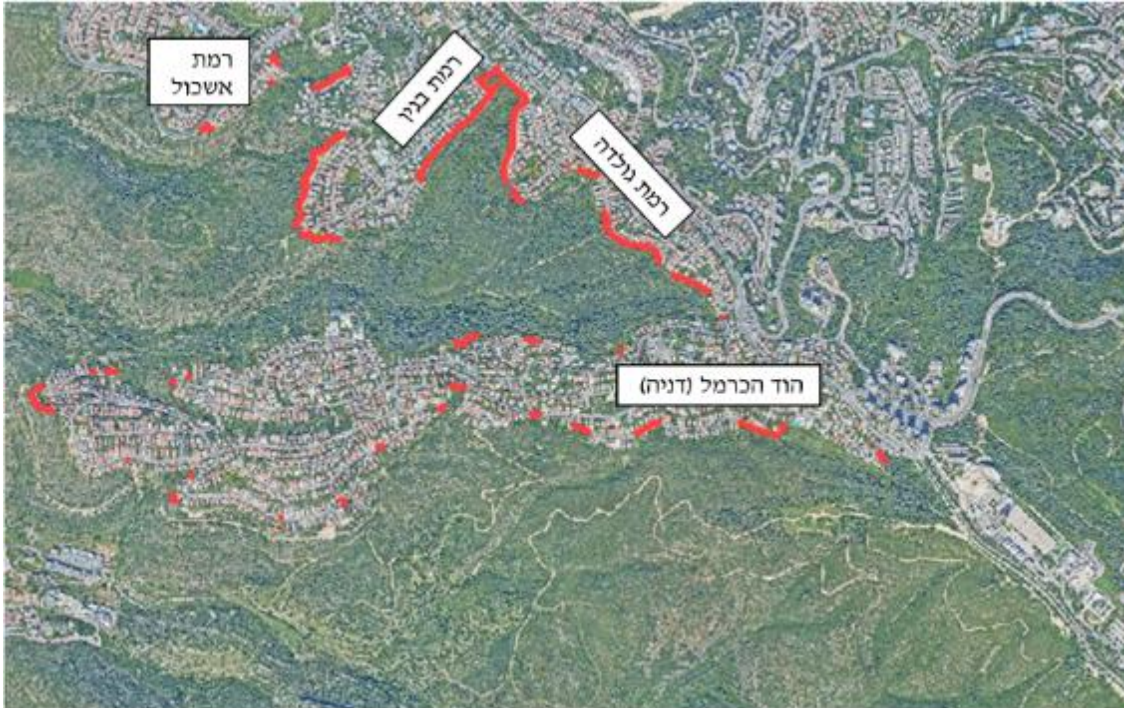 רמת
אשכול
רמת בגין
רמת גולדה
הוד הכרמל (דניה)